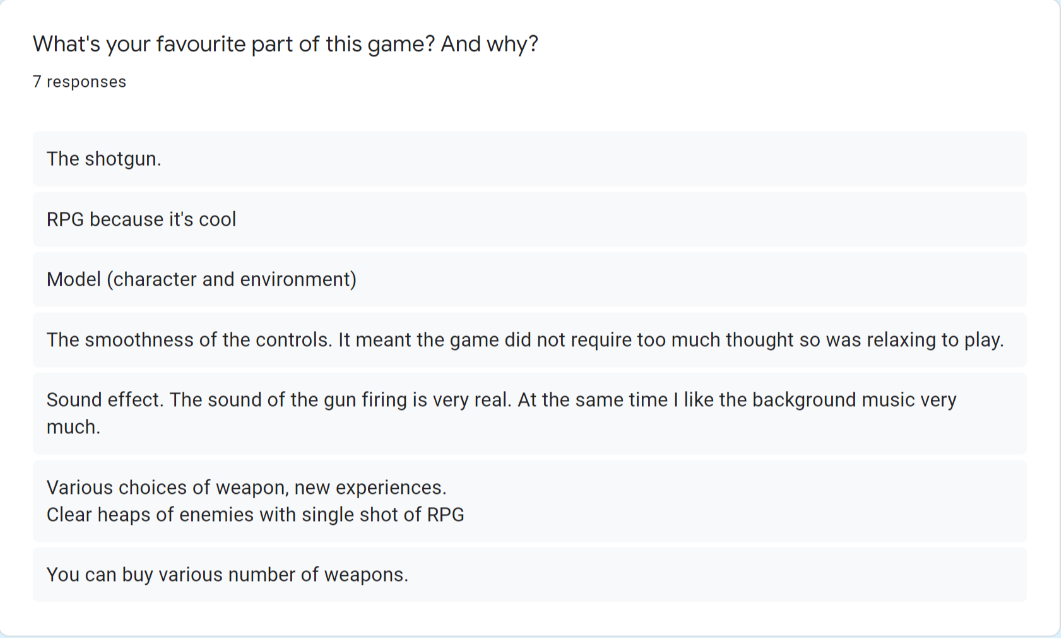 What's your favourite part of this game? And why?
7 responses
The shotgun.
RPG because it's cool
Model (character and environment)
The smoothness of the controls. It meant the game did not require too much thought so was relaxing to play.
Sound effect. The sound of the gun firing is very real. At the same time I like the background music very
much.
Various choices of weapon, new experiences.
Clear heaps of enemies with single shot of RPG
You can buy various number of weapons.